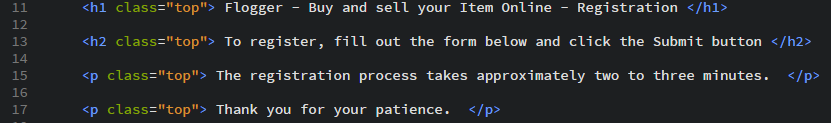 11 <h1 class="top"> Flogger - Buy and sell your Item Online - Registration </h1>
12
13 <h2 class="top"> To register, fill out the form below and click the Submit button </h2>
14
15 <p class="top"> The registration process takes approximately two to three minutes.  </p>
16
17 <p class="top"> Thank you for your patience.  </p>